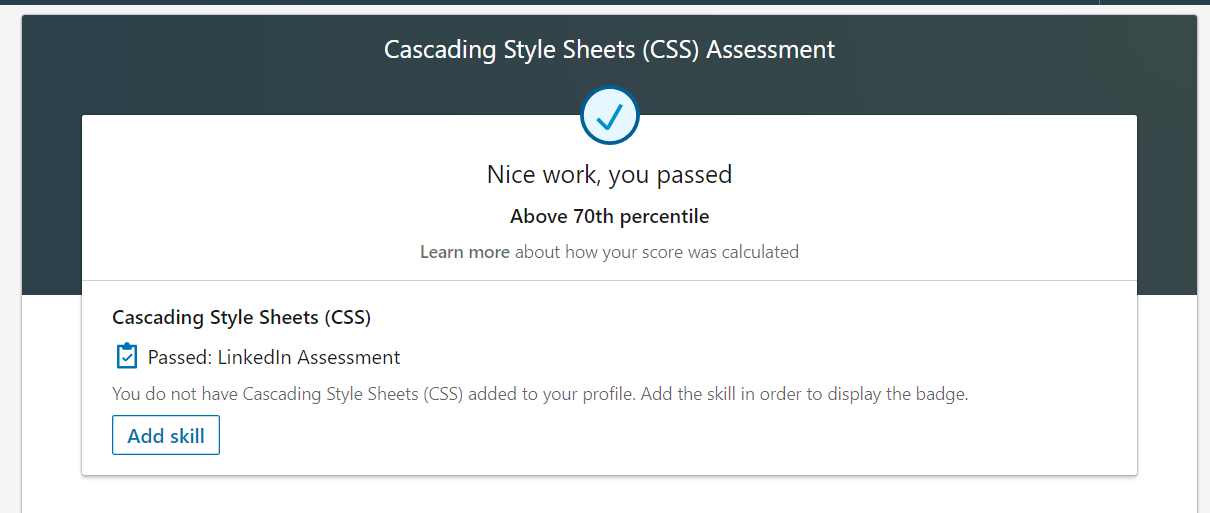 Cascading Style Sheets (CSS) Assessment
Nice work, you passed
Above 70th percentile
Learn more about how your score was calculated
Cascading Style Sheets (CSS)
Passed: LinkedIn Assessment
You do not have Cascading Style Sheets (CSS) added to your profile. Add the skill in order to display the badge.
Add skill